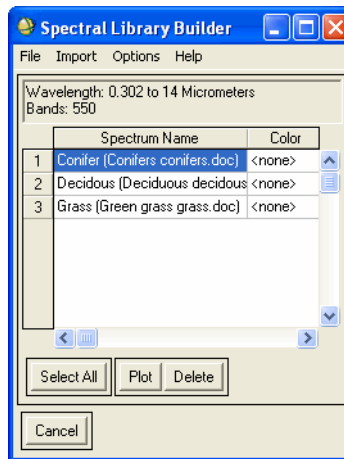 Spectral Library Builder
File Import Options Help
Wavelength: 0.302 to 14 Micrometers
Bands: 550
Spectrum Name Color
1 Conifer (Conifers conifers.doc) <none>
2 Decidous (Deciduous decidous <none>
3 Grass (Green grass grass.doc) <none>
Select All Plot Delete
Cancel